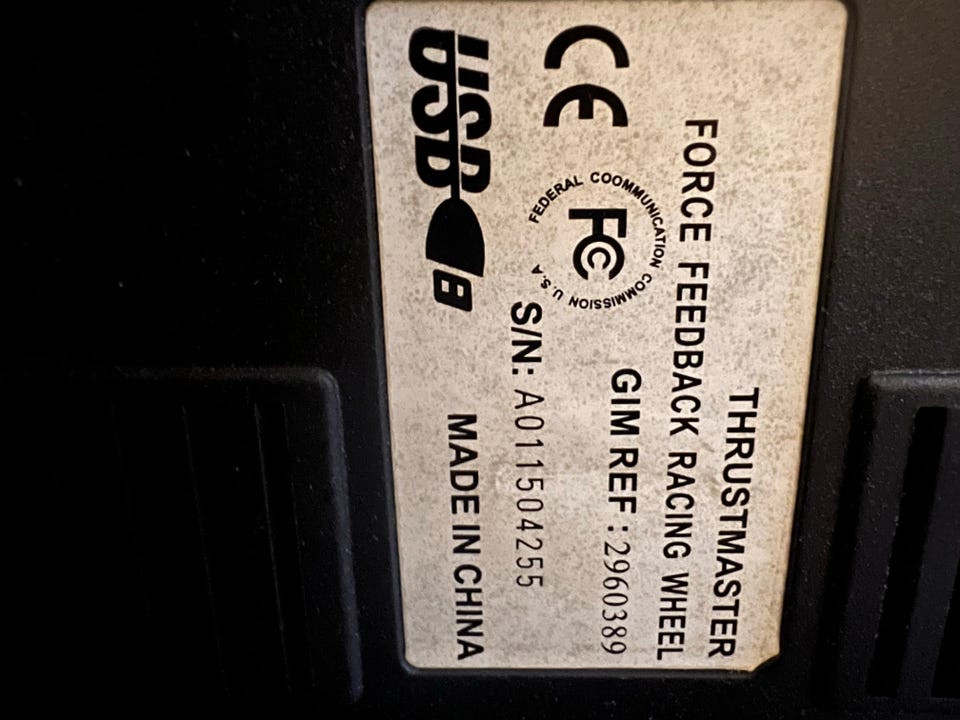 THRUSTMASTER
FORCE FEEDBACK RACING WHEEL
GIM REF : 2960389
CE
FC
FEDERAL COOMMUNICATION COMMISSION U.S.A
S/N: A011504255
USB
MADE IN CHINA